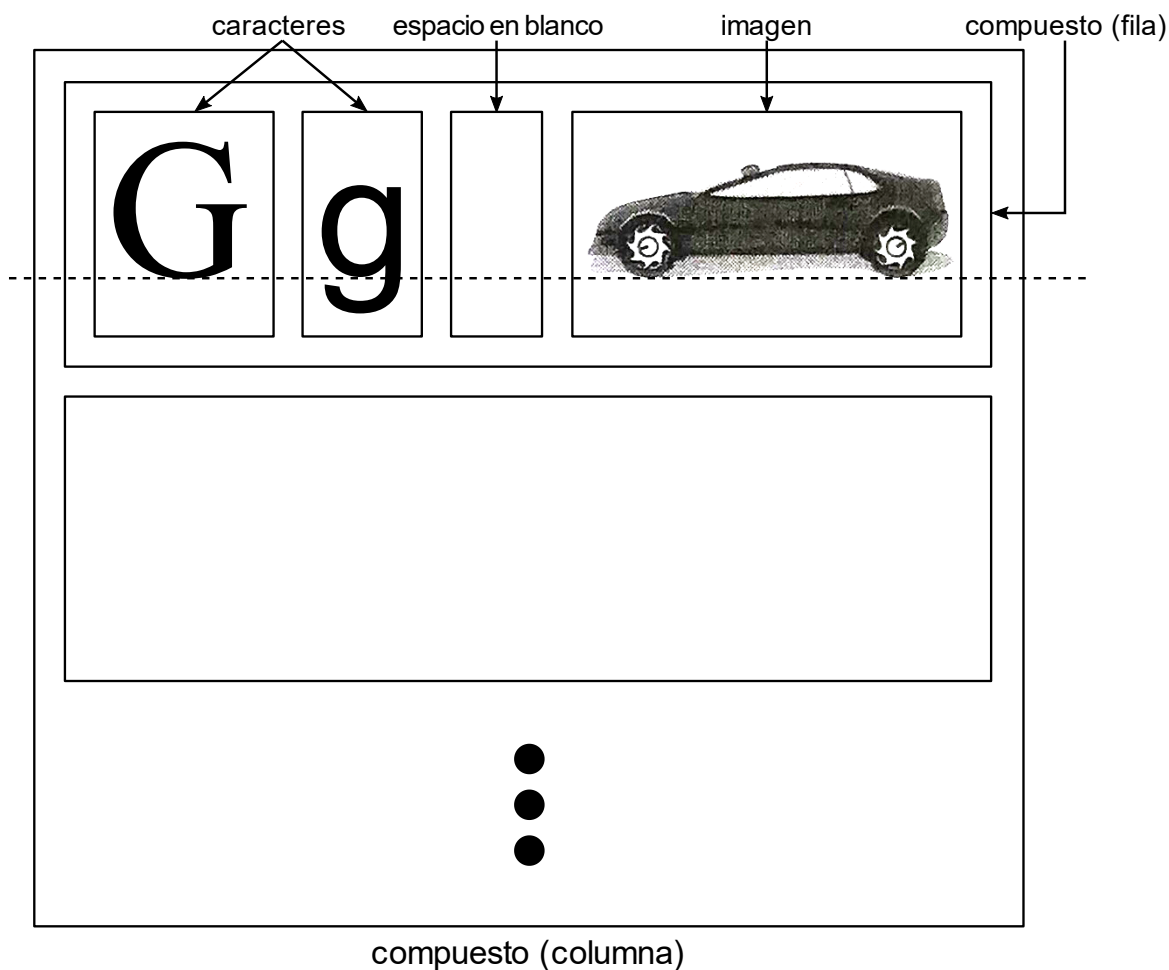 caracteres espacio en blanco imagen compuesto (fila)
G g
compuesto (columna)